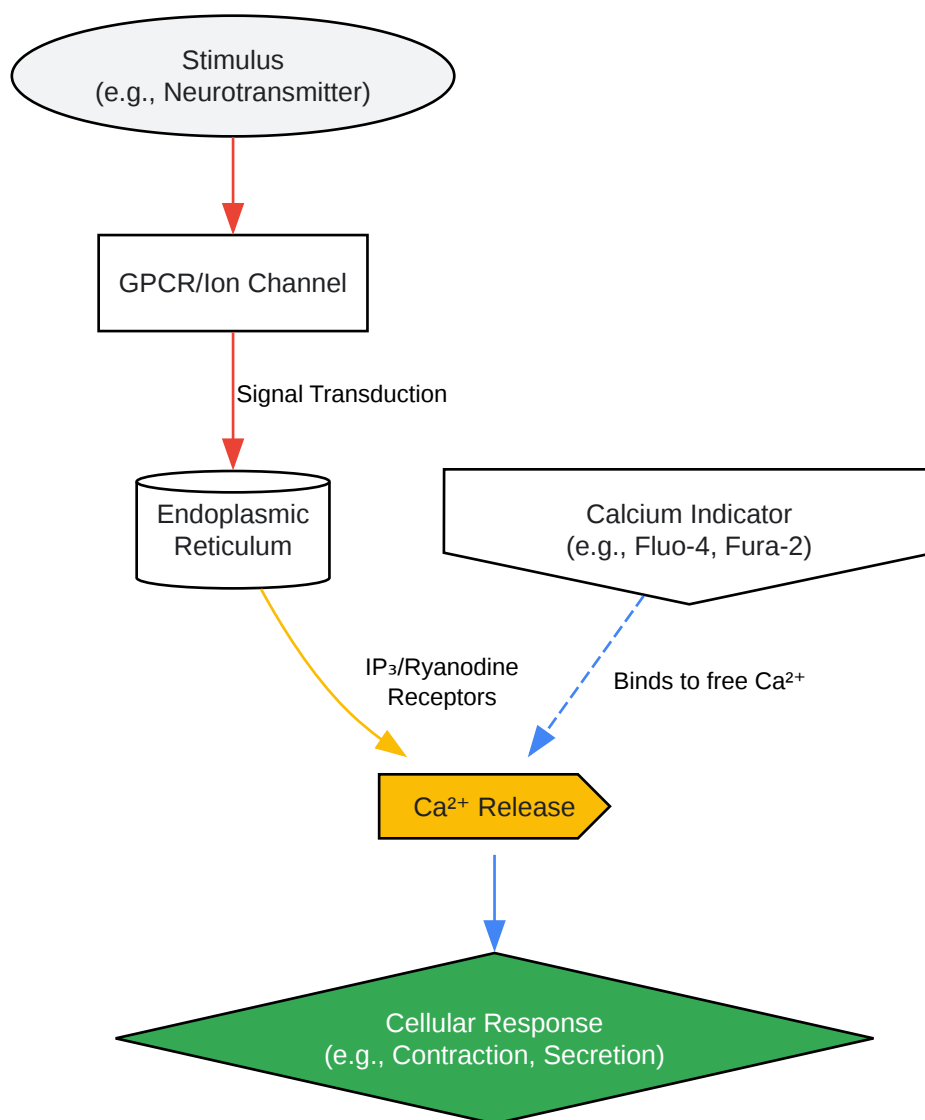 Stimulus
(e.g., Neurotransmitter)
GPCR/Ion Channel
Signal Transduction
Endoplasmic
Reticulum
Calcium Indicator
(e.g., Fluo-4, Fura-2)
IP₃/Ryanodine
Receptors
Binds to free Ca²⁺
Ca²⁺ Release
Cellular Response
(e.g., Contraction, Secretion)